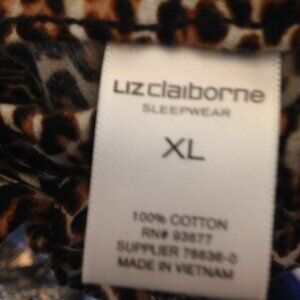 Liz claiborne
SLEEPWEAR
XL
100% COTTON
RN# 93677
SUPPLIER 76636-0
MADE IN VIETNAM